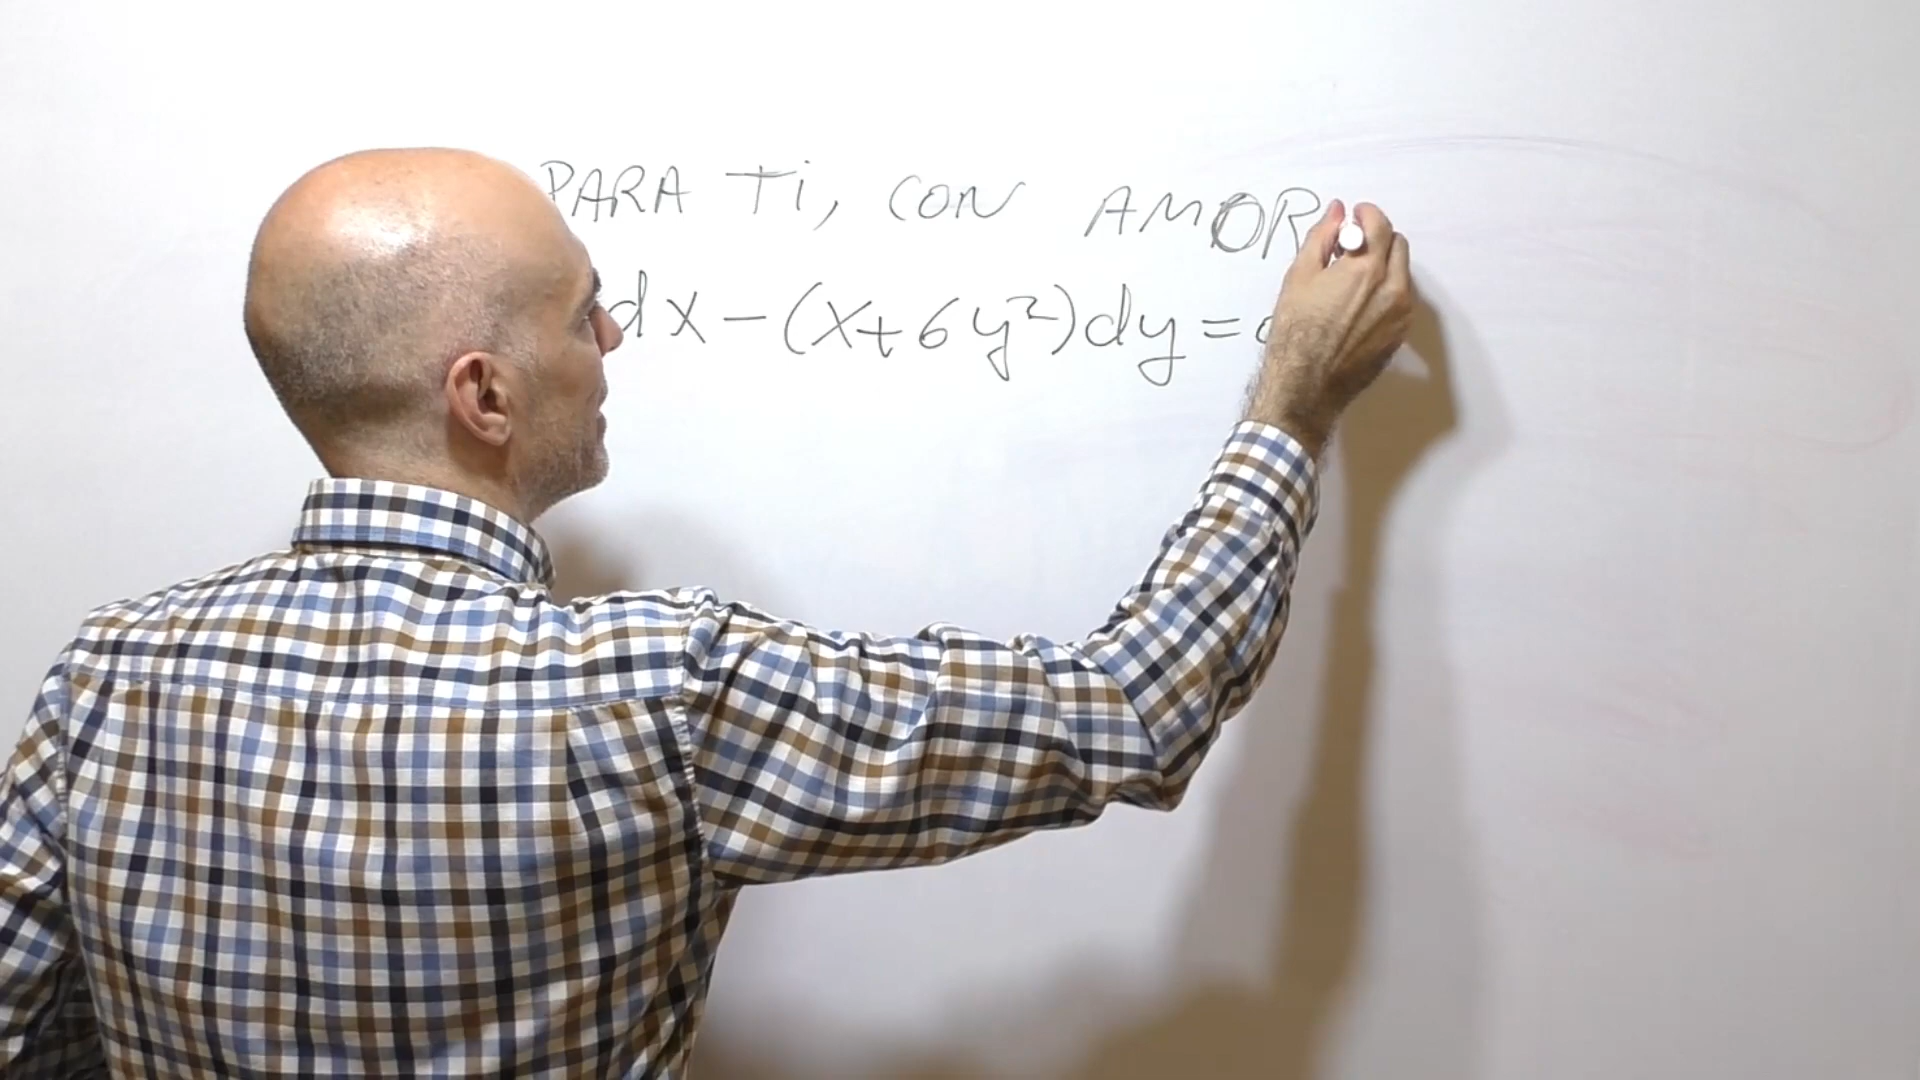 PARA Ti, CON AMOR
dx-(x+6y²)dy=